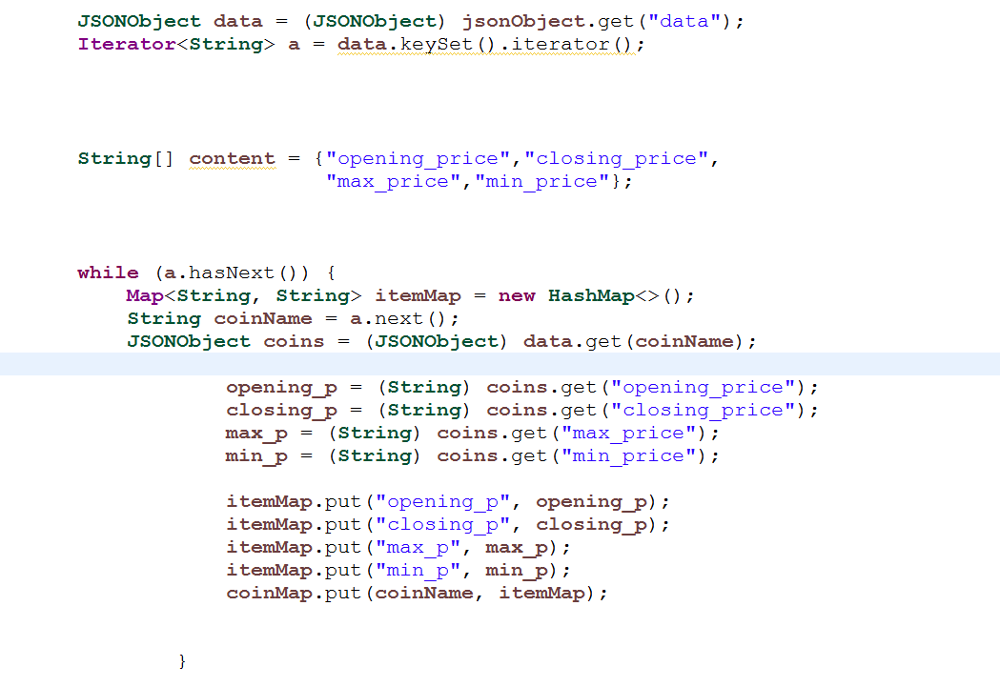 JSONObject data = (JSONObject) jsonObject.get("data");
Iterator<String> a = data.keySet().iterator();
String[] content = {"opening_price","closing_price",
"max_price","min_price"};
while (a.hasNext()) {
Map<String, String> itemMap = new HashMap<>();
String coinName = a.next();
JSONObject coins = (JSONObject) data.get(coinName);
opening_p = (String) coins.get("opening_price");
closing_p = (String) coins.get("closing_price");
max_p = (String) coins.get("max_price");
min_p = (String) coins.get("min_price");
itemMap.put("opening_p", opening_p);
itemMap.put("closing_p", closing_p);
itemMap.put("max_p", max_p);
itemMap.put("min_p", min_p);
coinMap.put(coinName, itemMap);
}